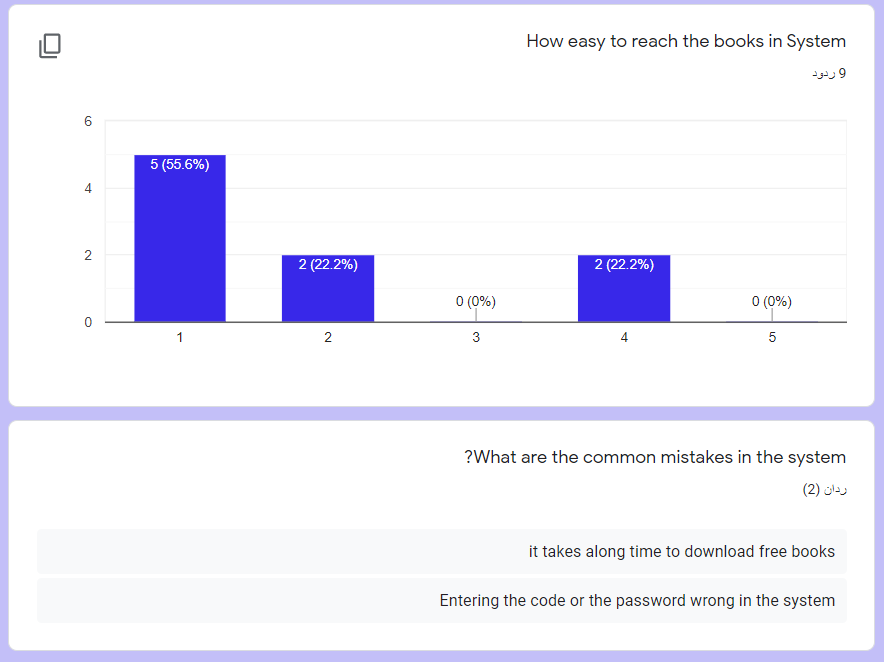 How easy to reach the books in System
9 ردود
6
4
2
0
5 (55.6%)
2 (22.2%)
0 (0%)
2 (22.2%)
0 (0%)
1
2
3
4
5
?What are the common mistakes in the system
ردان (2)
it takes along time to download free books
Entering the code or the password wrong in the system